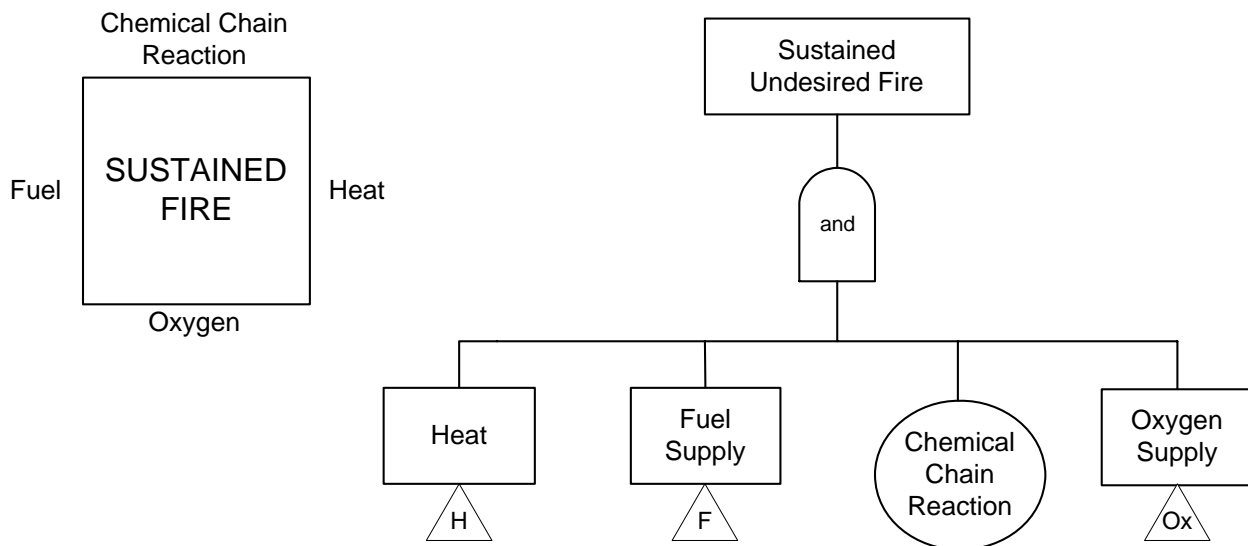 Chemical Chain
Reaction
Fuel
SUSTAINED
FIRE
Heat
Oxygen
Sustained
Undesired Fire
and
Heat
Fuel
Supply
Chemical
Chain
Reaction
Oxygen
Supply
H
F
Ox